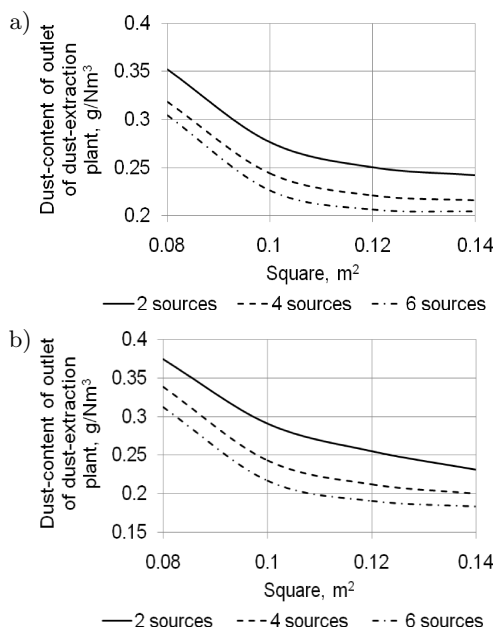 a)
Dust-content of outlet
of dust-extraction
plant, g/Nm³
0.4
0.35
0.3
0.25
0.2
0.08 0.1 0.12 0.14
Square, m²
2 sources 4 sources 6 sources
b)
Dust-content of outlet
of dust-extraction
plant, g/Nm³
0.4
0.35
0.3
0.25
0.2
0.15
0.08 0.1 0.12 0.14
Square, m²
2 sources 4 sources 6 sources